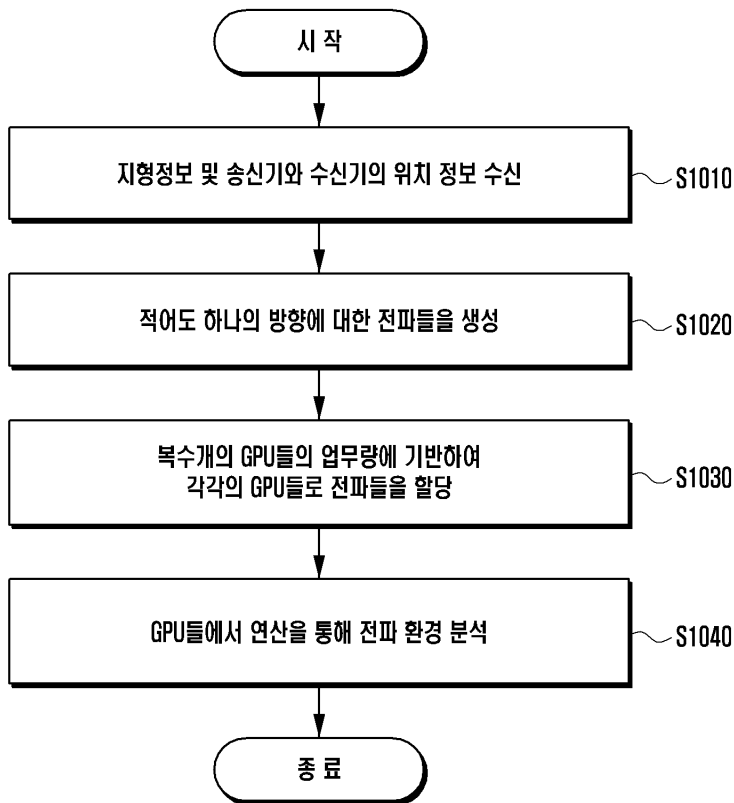 시 작
지형정보 및 송신기와 수신기의 위치 정보 수신
S1010
적어도 하나의 방향에 대한 전파들을 생성
S1020
복수개의 GPU들의 업무량에 기반하여
각각의 GPU들로 전파들을 할당
S1030
GPU들에서 연산을 통해 전파 환경 분석
S1040
종 료